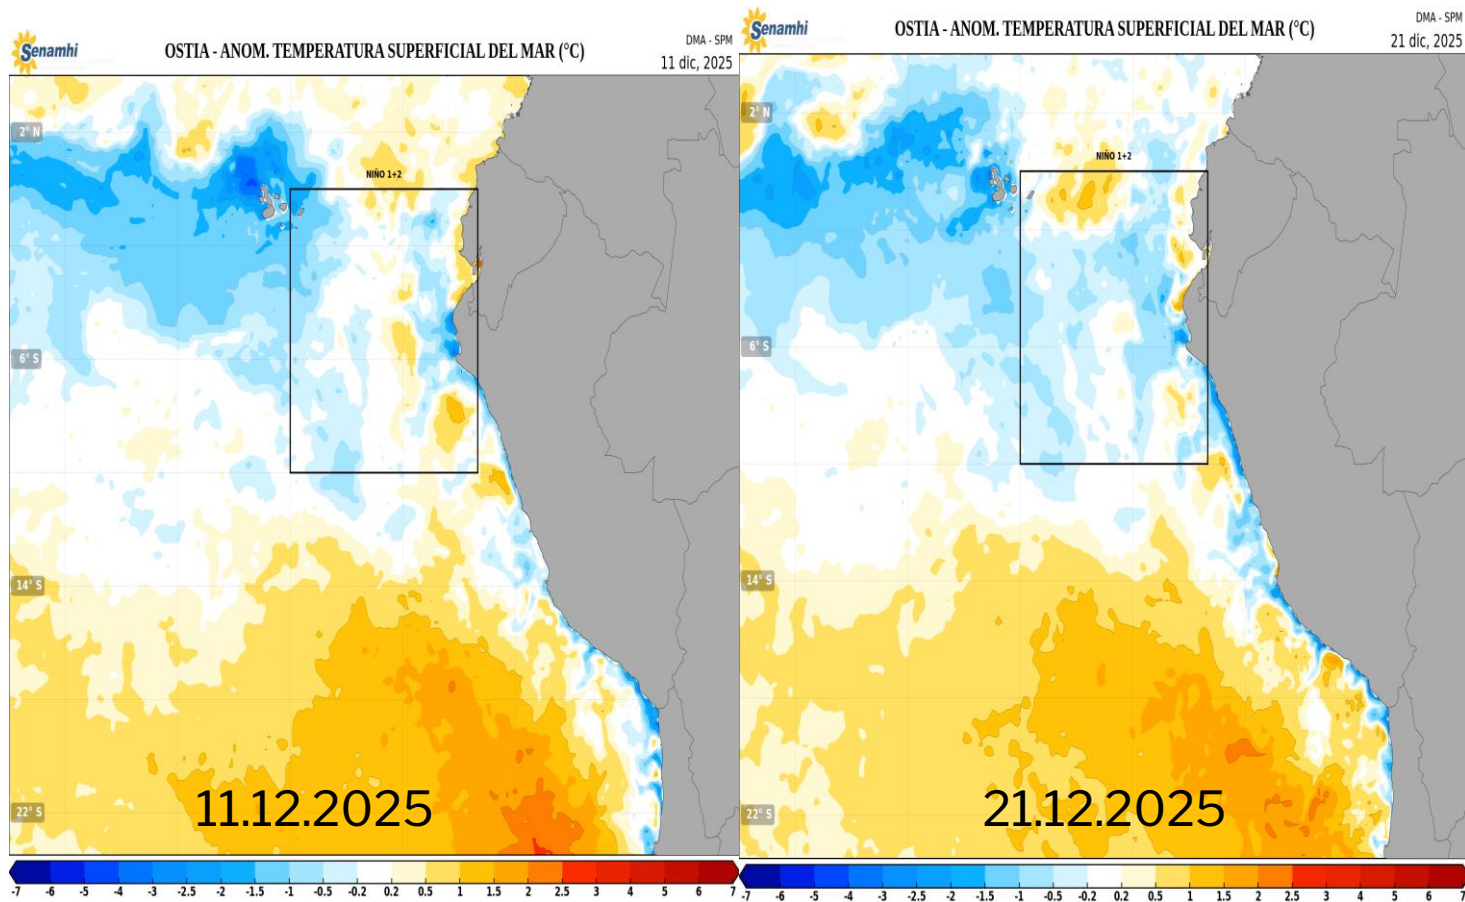 Senamhi
OSTIA - ANOM. TEMPERATURA SUPERFICIAL DEL MAR (°C)
DMA - SPM
11 dic, 2025
2° N
NIÑO 1+2
6° S
14° S
22° S
11.12.2025
-7 -6 -5 -4 -3 -2.5 -2 -1.5 -1 -0.5 -0.2 0.2 0.5 1 1.5 2 2.5 3 4 5 6 7
Senamhi
OSTIA - ANOM. TEMPERATURA SUPERFICIAL DEL MAR (°C)
DMA - SPM
21 dic, 2025
2° N
NIÑO 1+2
6° S
14° S
22° S
21.12.2025
-7 -6 -5 -4 -3 -2.5 -2 -1.5 -1 -0.5 -0.2 0.2 0.5 1 1.5 2 2.5 3 4 5 6 7